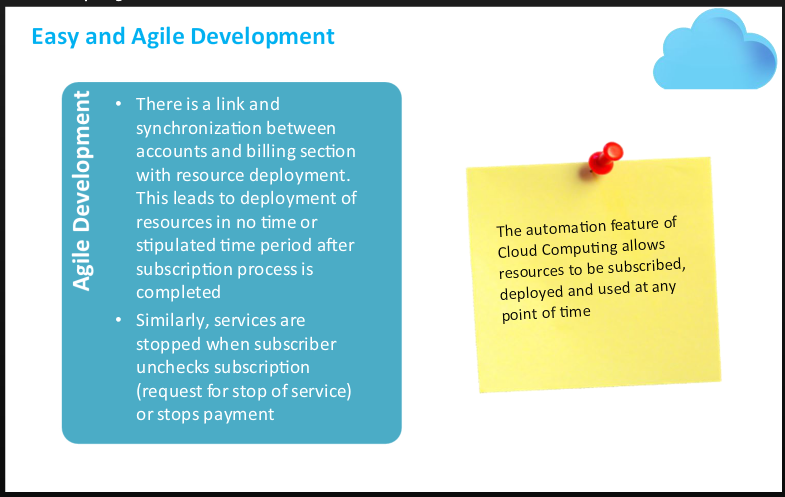 Easy and Agile Development
Agile Development
• There is a link and
synchronization between
accounts and billing section
with resource deployment.
This leads to deployment of
resources in no time or
stipulated time period after
subscription process is
completed
• Similarly, services are
stopped when subscriber
unchecks subscription
(request for stop of service)
or stops payment
The automation feature of
Cloud Computing allows
resources to be subscribed,
deployed and used at any
point of time